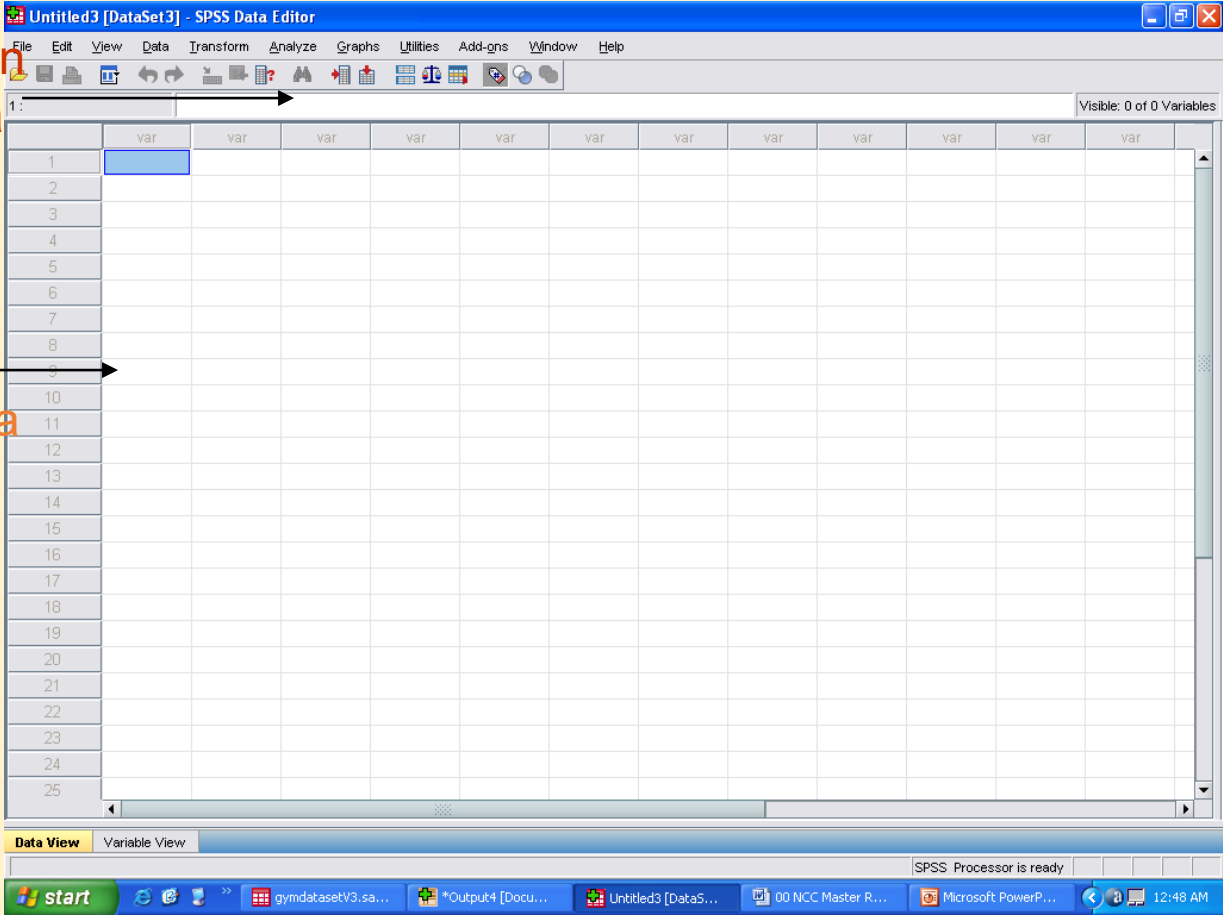 Untitled3 [DataSet3] - SPSS Data Editor
File Edit View Data Transform Analyze Graphs Utilities Add-ons Window Help
n
1 :
Visible: 0 of 0 Variables
var var var var var var var var var var var var
1
2
3
4
5
6
7
8
9
10
a
11
12
13
14
15
16
17
18
19
20
21
22
23
24
25
Data View Variable View
SPSS Processor is ready
start gymdatasetV3.sa... *Output4 [Docu... Untitled3 [DataS... 00 NCC Master R... Microsoft PowerP... 12:48 AM